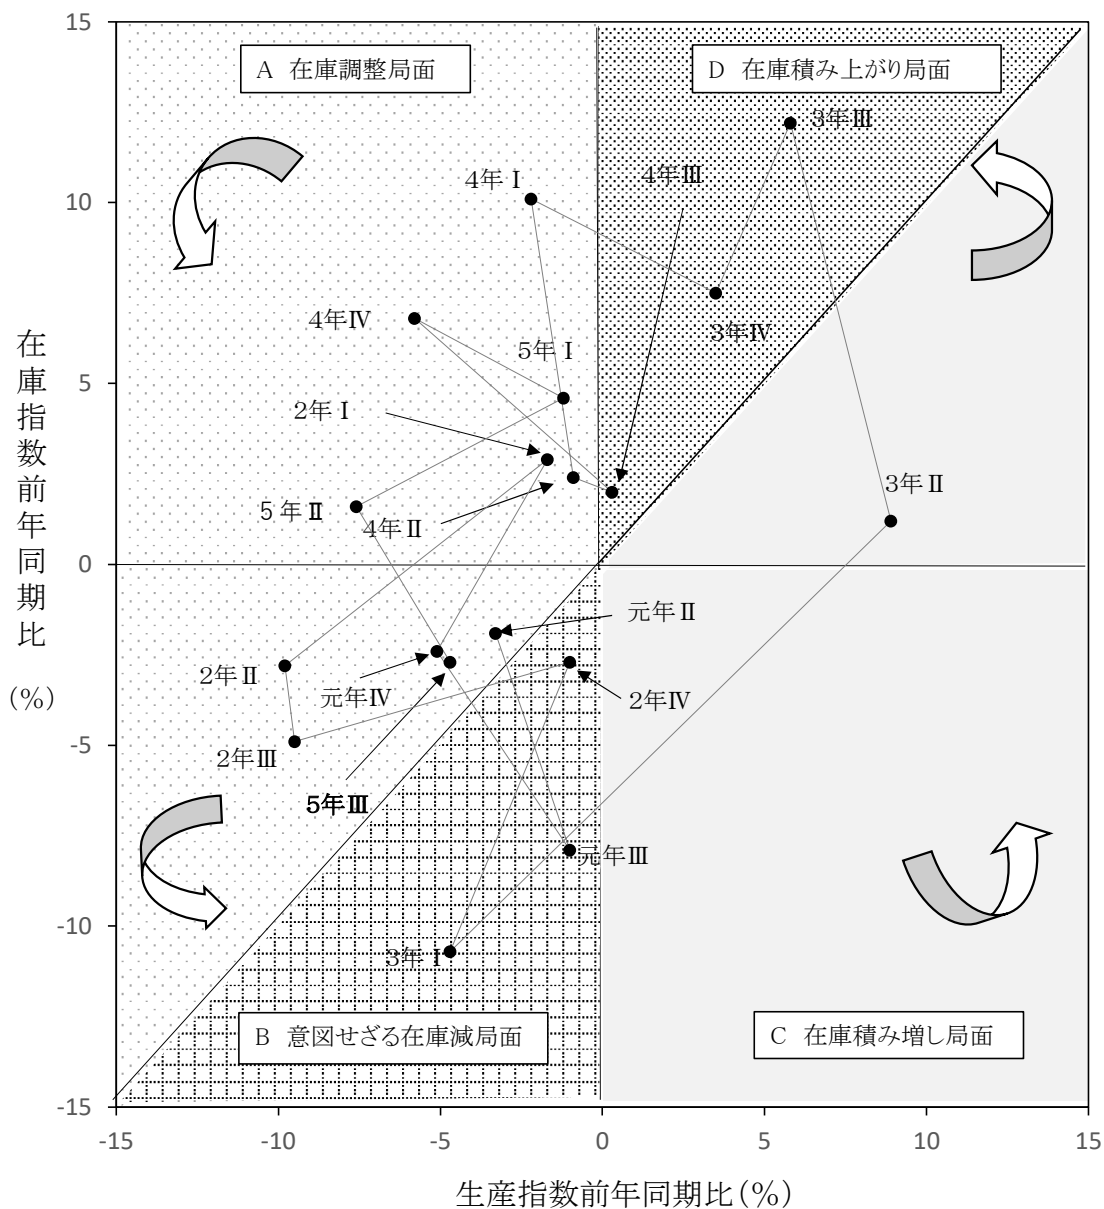 15
A 在庫調整局面
D 在庫積み上がり局面
3年Ⅲ
4年Ⅰ
4年Ⅲ
10
4年Ⅳ
3年Ⅳ
5年Ⅰ
在庫指数前年同期比
(%)
5
2年Ⅰ
3年Ⅱ
5年Ⅱ
4年Ⅱ
0
元年Ⅱ
2年Ⅱ
元年Ⅳ
2年Ⅳ
-5
2年Ⅲ
5年Ⅲ
元年Ⅲ
-10
3年Ⅰ
B 意図せざる在庫減局面
C 在庫積み増し局面
-15
-15 -10 -5 0 5 10 15
生産指数前年同期比(%)